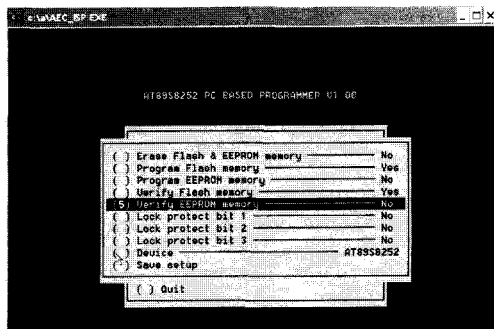 c:\a\AEC_ISP.EXE
AT89S8252 PC BASED PROGRAMMER V1 00
( ) Erase Flash & EEPROM memory No
( ) Program Flash memory Yes
( ) Program EEPROM memory No
( ) Verify Flash memory Yes
(5) Verify EEPROM memory No
( ) Lock protect bit 1 No
( ) Lock protect bit 2 No
( ) Lock protect bit 3 No
( ) Device AT89S8252
( ) Save setup
( ) Quit